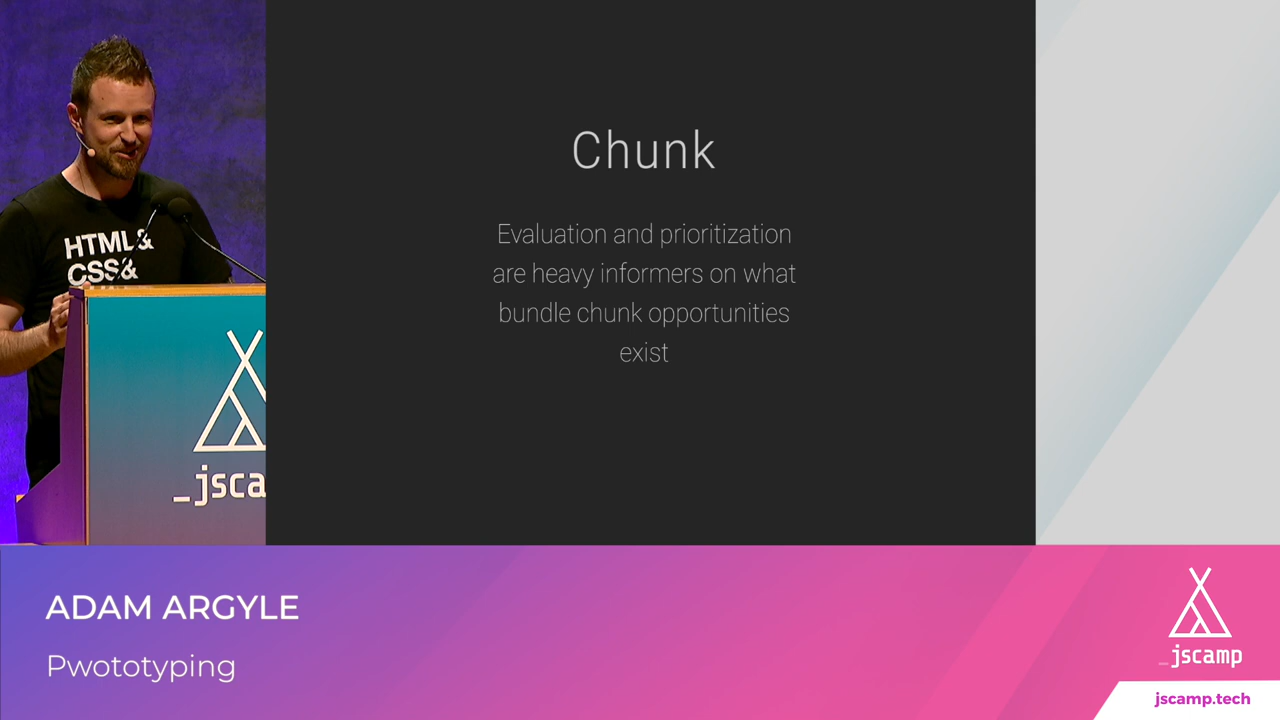 Chunk
Evaluation and prioritization
are heavy informers on what
bundle chunk opportunities
exist
HTML&
CSS&
_jsca
ADAM ARGYLE
Pwototyping
_jscamp
jscamp.tech